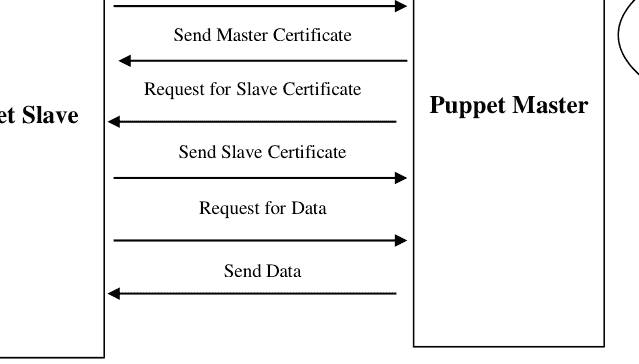 Send Master Certificate
Request for Slave Certificate
Puppet Master
et Slave
Send Slave Certificate
Request for Data
Send Data